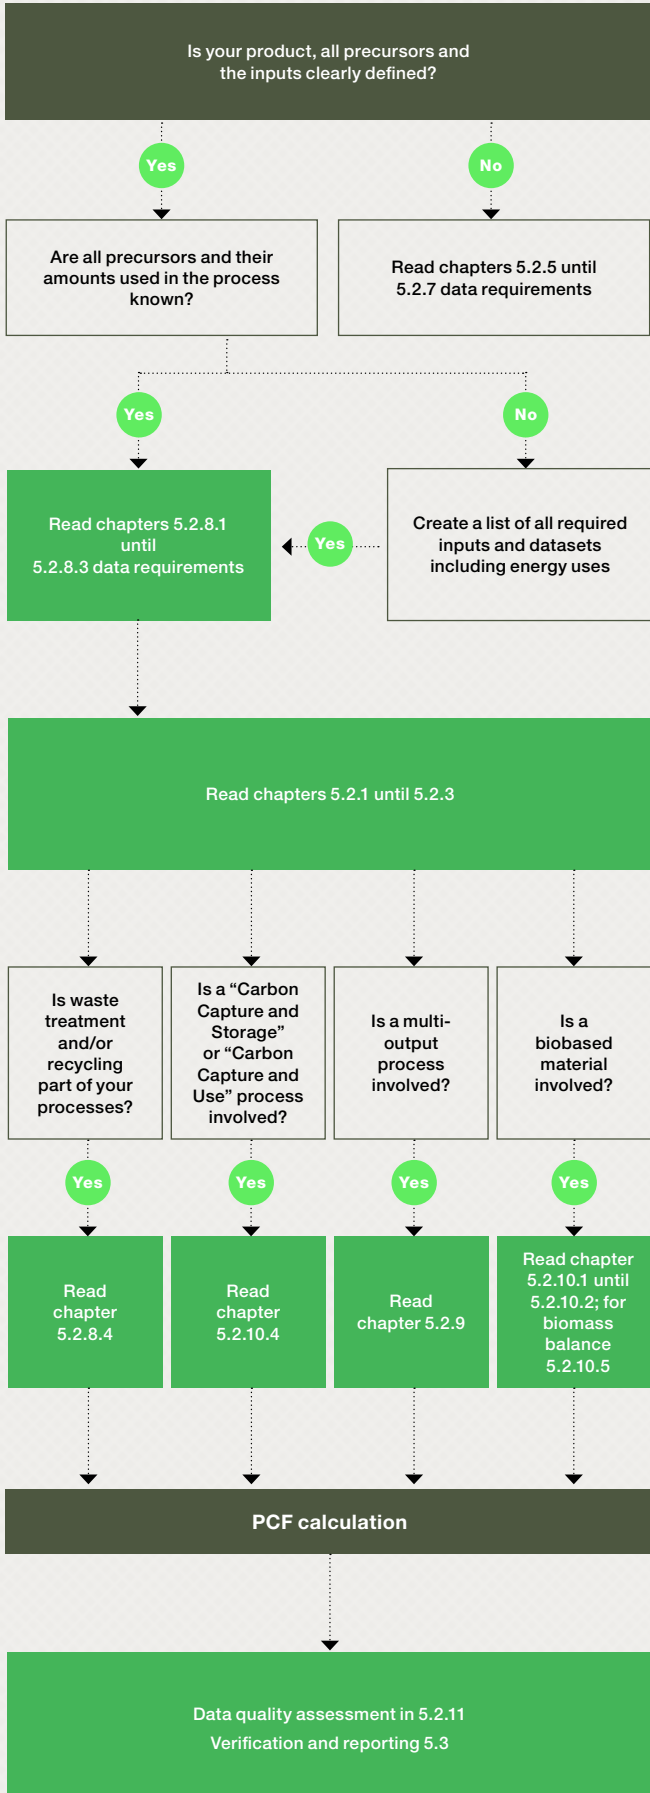 Is your product, all precursors and
the inputs clearly defined?
Yes
No
Are all precursors and their
amounts used in the process
known?
Read chapters 5.2.5 until
5.2.7 data requirements
Yes
No
Read chapters 5.2.8.1
until
5.2.8.3 data requirements
Yes
Create a list of all required
inputs and datasets
including energy uses
Read chapters 5.2.1 until 5.2.3
Is waste
treatment
and/or
recycling
part of your
processes?
Is a “Carbon
Capture and
Storage”
or “Carbon
Capture and
Use” process
involved?
Is a multi-
output
process
involved?
Is a
biobased
material
involved?
Yes
Yes
Yes
Yes
Read
chapter
5.2.8.4
Read
chapter
5.2.10.4
Read
chapter 5.2.9
Read chapter
5.2.10.1 until
5.2.10.2; for
biomass
balance
5.2.10.5
PCF calculation
Data quality assessment in 5.2.11
Verification and reporting 5.3